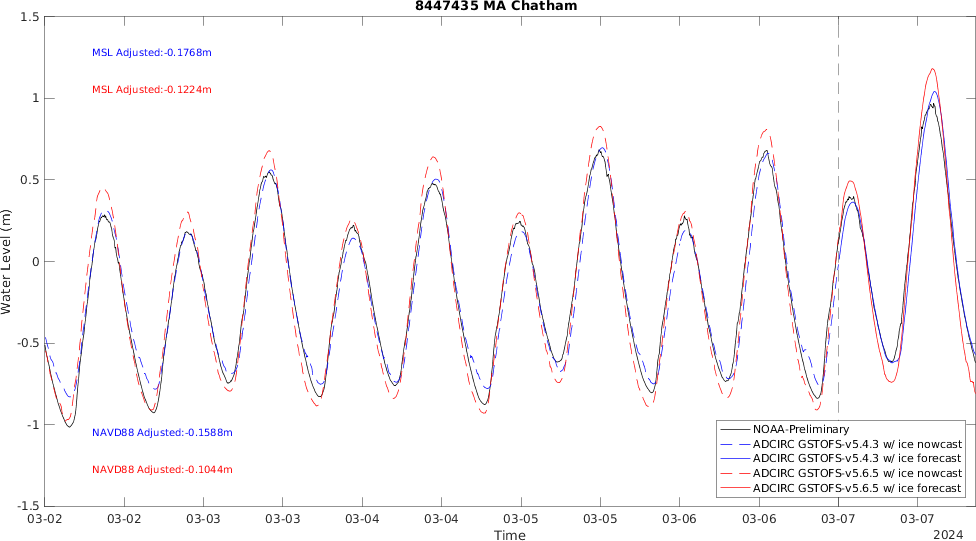 8447435 MA Chatham
1.5
MSL Adjusted:-0.1768m
MSL Adjusted:-0.1224m
1
0.5
Water Level (m)
0
-0.5
-1
NAVD88 Adjusted:-0.1588m
NAVD88 Adjusted:-0.1044m
NOAA-Preliminary
ADCIRC GSTOFS-v5.4.3 w/ ice nowcast
ADCIRC GSTOFS-v5.4.3 w/ ice forecast
ADCIRC GSTOFS-v5.6.5 w/ ice nowcast
ADCIRC GSTOFS-v5.6.5 w/ ice forecast
-1.5
03-02 03-02 03-03 03-03 03-04 03-04 03-05 03-05 03-06 03-06 03-07 03-07
Time
2024